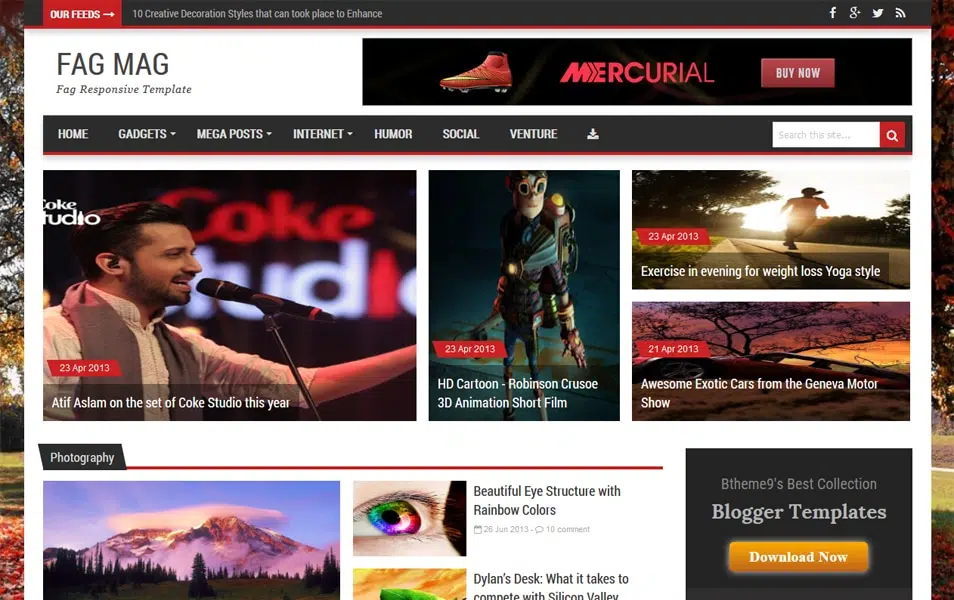 OUR FEEDS
10 Creative Decoration Styles that can took place to Enhance
FAG MAG
Fag Responsive Template
MERCURIAL
BUY NOW
HOME
GADGETS
MEGA POSTS
INTERNET
HUMOR
SOCIAL
VENTURE
Search this site...
Coke
studio
Coke
studio
23 Apr 2013
Atif Aslam on the set of Coke Studio this year
23 Apr 2013
HD Cartoon - Robinson Crusoe
3D Animation Short Film
23 Apr 2013
Exercise in evening for weight loss Yoga style
21 Apr 2013
Awesome Exotic Cars from the Geneva Motor
Show
Photography
Beautiful Eye Structure with
Rainbow Colors
26 Jun 2013 - 10 comment
Dylan's Desk: What it takes to
compete with Silicon Valley
Btheme9's Best Collection
Blogger Templates
Download Now